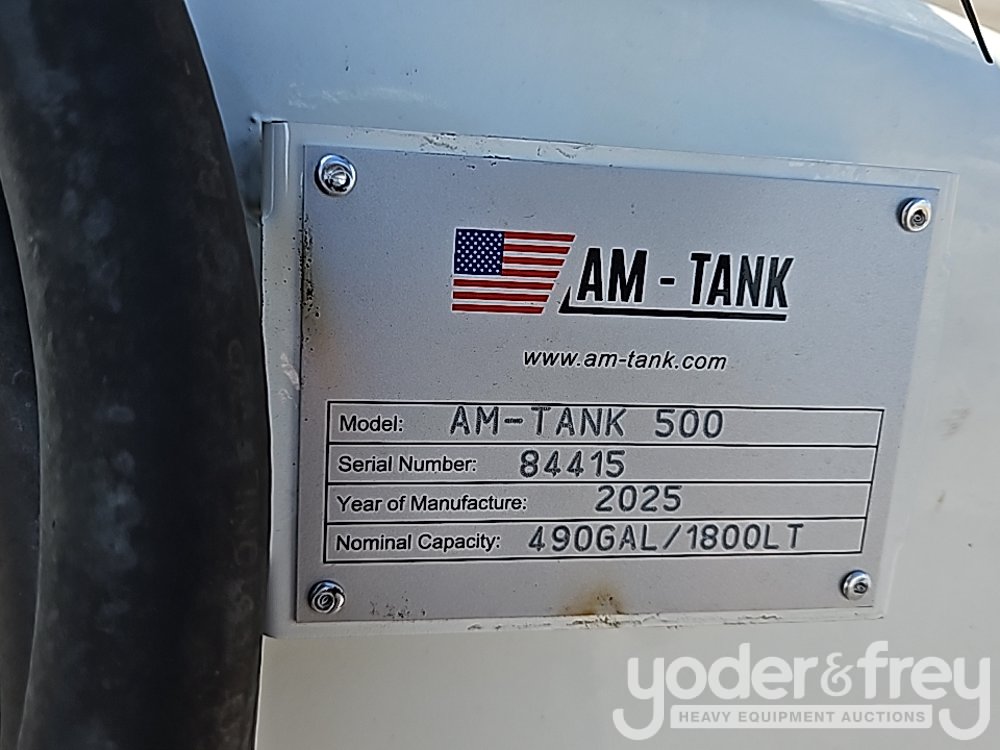 AM - TANK
www.am-tank.com
Model: AM-TANK 500
Serial Number: 84415
Year of Manufacture: 2025
Nominal Capacity: 490GAL/1800LT
yoder&frey
HEAVY EQUIPMENT AUCTIONS